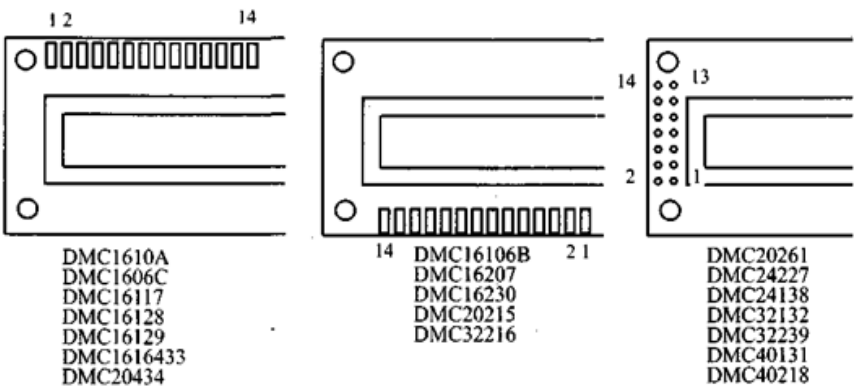 1 2 14
14 13
2 1
14 2 1
DMC1610A
DMC1606C
DMC16117
DMC16128
DMC16129
DMC1616433
DMC20434
DMC16106B
DMC16207
DMC16230
DMC20215
DMC32216
DMC20261
DMC24227
DMC24138
DMC32132
DMC32239
DMC40131
DMC40218